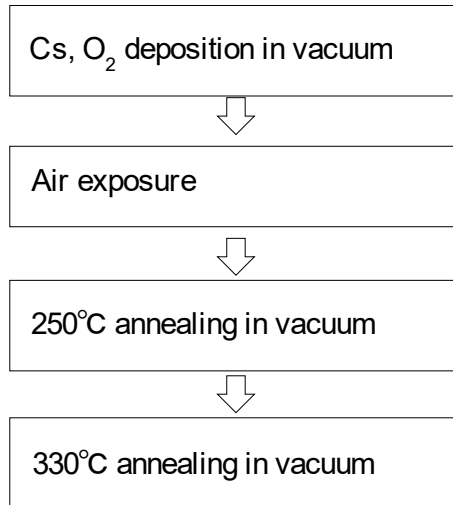 Cs, O₂ deposition in vacuum
Air exposure
250°C annealing in vacuum
330°C annealing in vacuum